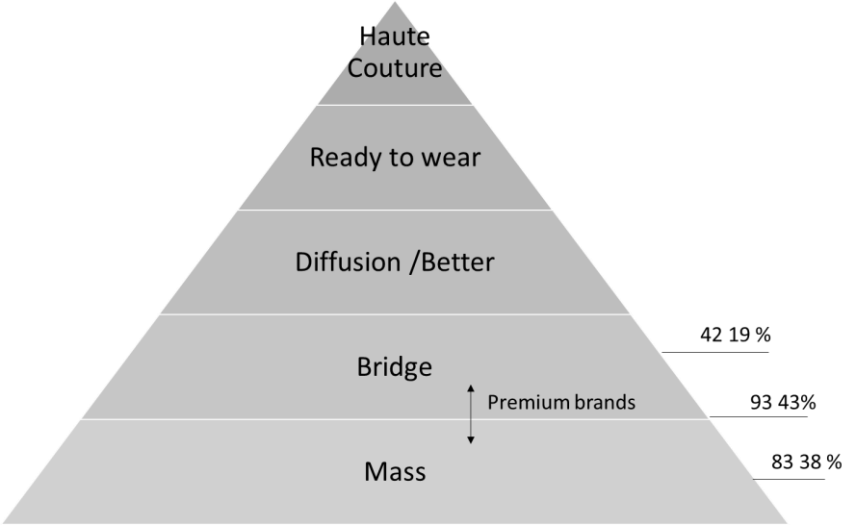 Haute
Couture
Ready to wear
Diffusion /Better
42 19 %
Bridge
Premium brands
93 43%
83 38 %
Mass